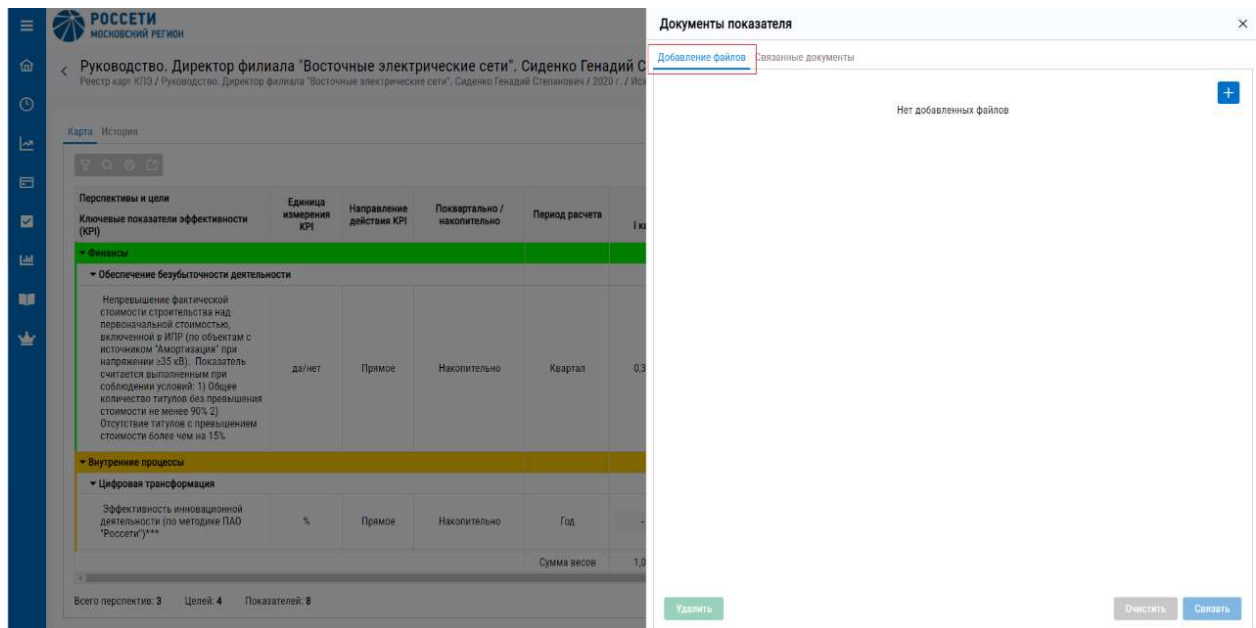 РОССЕТИ
МОСКОВСКИЙ РЕГИОН
Руководство. Директор филиала "Восточные электрические сети". Сиденко Генадий С
Реестр карт КПЭ / Руководство. Директор филиала "Восточные электрические сети". Сиденко Генадий Степанович / 2020 г. / Исх
Карта История
Перспективы и цели
Ключевые показатели эффективности
(KPI)
Единица
измерения
KPI
Направление
действия KPI
Поквартально /
накопительно
Период расчета
I кв
Финансы
Обеспечение безубыточности деятельности
Непревышение фактической
стоимости строительства над
первоначальной стоимостью,
включенной в ИПР (по объектам с
источником "Амортизация" при
напряжении ≥35 кВ). Показатель
считается выполненным при
соблюдении условий: 1) Общее
количество титулов без превышения
стоимости не менее 90% 2)
Отсутствие титулов с превышением
стоимости более чем на 15%
да/нет
Прямое
Накопительно
Квартал
0,3
Внутренние процессы
Цифровая трансформация
Эффективность инновационной
деятельности (по методике ПАО
"Россети")***
%
Прямое
Накопительно
Год
-
Сумма весов
1,0
Всего перспектив: 3 Целей: 4 Показателей: 8
Документы показателя
Добавление файлов Связанные документы
Нет добавленных файлов
Удалить
Очистить
Связать